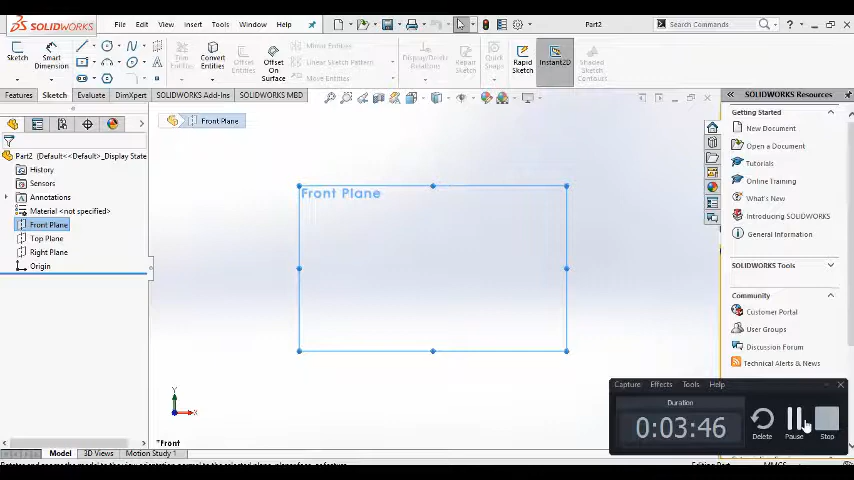 SOLIDWORKS File Edit View Insert Tools Window Help Part2 Search Commands
Sketch Smart Dimension Trim Entities Convert Entities Offset Entities Offset On Surface Mirror Entities Linear Sketch Pattern Move Entities Display/Delete Relations Repair Sketch Quick Snaps Rapid Sketch Instant2D Shaded Sketch Contours
Features Sketch Evaluate DimXpert SOLIDWORKS Add-Ins SOLIDWORKS MBD
SOLIDWORKS Resources
Front Plane
Part2 (Default<<Default>_Display State
History
Sensors
Annotations
Material <not specified>
Front Plane
Top Plane
Right Plane
Origin
Front Plane
Y
X
*Front
Getting Started
New Document
Open a Document
Tutorials
Online Training
What's New
Introducing SOLIDWORKS
General Information
SOLIDWORKS Tools
Community
Customer Portal
User Groups
Discussion Forum
Technical Alerts & News
Capture Effects Tools Help
Duration
0:03:46
Delete Pause Stop
Model 3D Views Motion Study 1